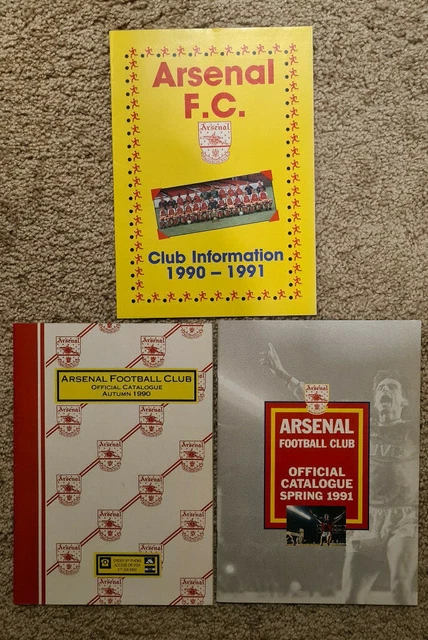 Arsenal
F.C.
Arsenal
Club Information
1990 – 1991
ARSENAL FOOTBALL CLUB
OFFICIAL CATALOGUE
AUTUMN 1990
Arsenal
ARSENAL
FOOTBALL CLUB
OFFICIAL
CATALOGUE
SPRING 1991